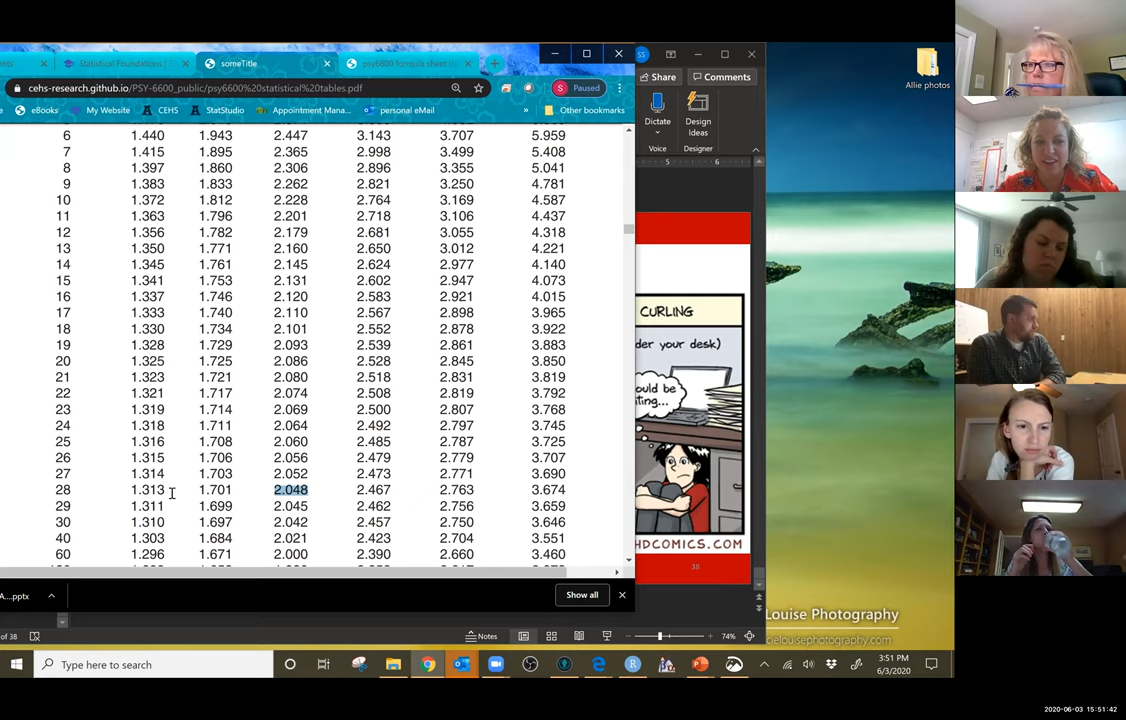 Statistical Foundations |
someTitle
psy6600 formula sheet
cehs-research.github.io/PSY-6600_public/psy6600%20statistical%20tables.pdf
S Paused
eBooks My Website CEHS StatStudio Appointment Mana... personal eMail » Other bookmarks
SS
Share Comments
Dictate
Design Ideas
Voice Designer
5 6
6 1.440 1.943 2.447 3.143 3.707 5.959
7 1.415 1.895 2.365 2.998 3.499 5.408
8 1.397 1.860 2.306 2.896 3.355 5.041
9 1.383 1.833 2.262 2.821 3.250 4.781
10 1.372 1.812 2.228 2.764 3.169 4.587
11 1.363 1.796 2.201 2.718 3.106 4.437
12 1.356 1.782 2.179 2.681 3.055 4.318
13 1.350 1.771 2.160 2.650 3.012 4.221
14 1.345 1.761 2.145 2.624 2.977 4.140
15 1.341 1.753 2.131 2.602 2.947 4.073
16 1.337 1.746 2.120 2.583 2.921 4.015
17 1.333 1.740 2.110 2.567 2.898 3.965
18 1.330 1.734 2.101 2.552 2.878 3.922
19 1.328 1.729 2.093 2.539 2.861 3.883
20 1.325 1.725 2.086 2.528 2.845 3.850
21 1.323 1.721 2.080 2.518 2.831 3.819
22 1.321 1.717 2.074 2.508 2.819 3.792
23 1.319 1.714 2.069 2.500 2.807 3.768
24 1.318 1.711 2.064 2.492 2.797 3.745
25 1.316 1.708 2.060 2.485 2.787 3.725
26 1.315 1.706 2.056 2.479 2.779 3.707
27 1.314 1.703 2.052 2.473 2.771 3.690
28 1.313 1.701 2.048 2.467 2.763 3.674
29 1.311 1.699 2.045 2.462 2.756 3.659
30 1.310 1.697 2.042 2.457 2.750 3.646
40 1.303 1.684 2.021 2.423 2.704 3.551
60 1.296 1.671 2.000 2.390 2.660 3.460
CURLING
der your desk)
ould be
ting...
HDCOMICS.COM
38
....pptx
Show all
of 38
Notes
74%
Type here to search
3:51 PM
6/3/2020
Allie photos
Louise Photography
cielouisephotography.com
2020-06-03 15:51:42